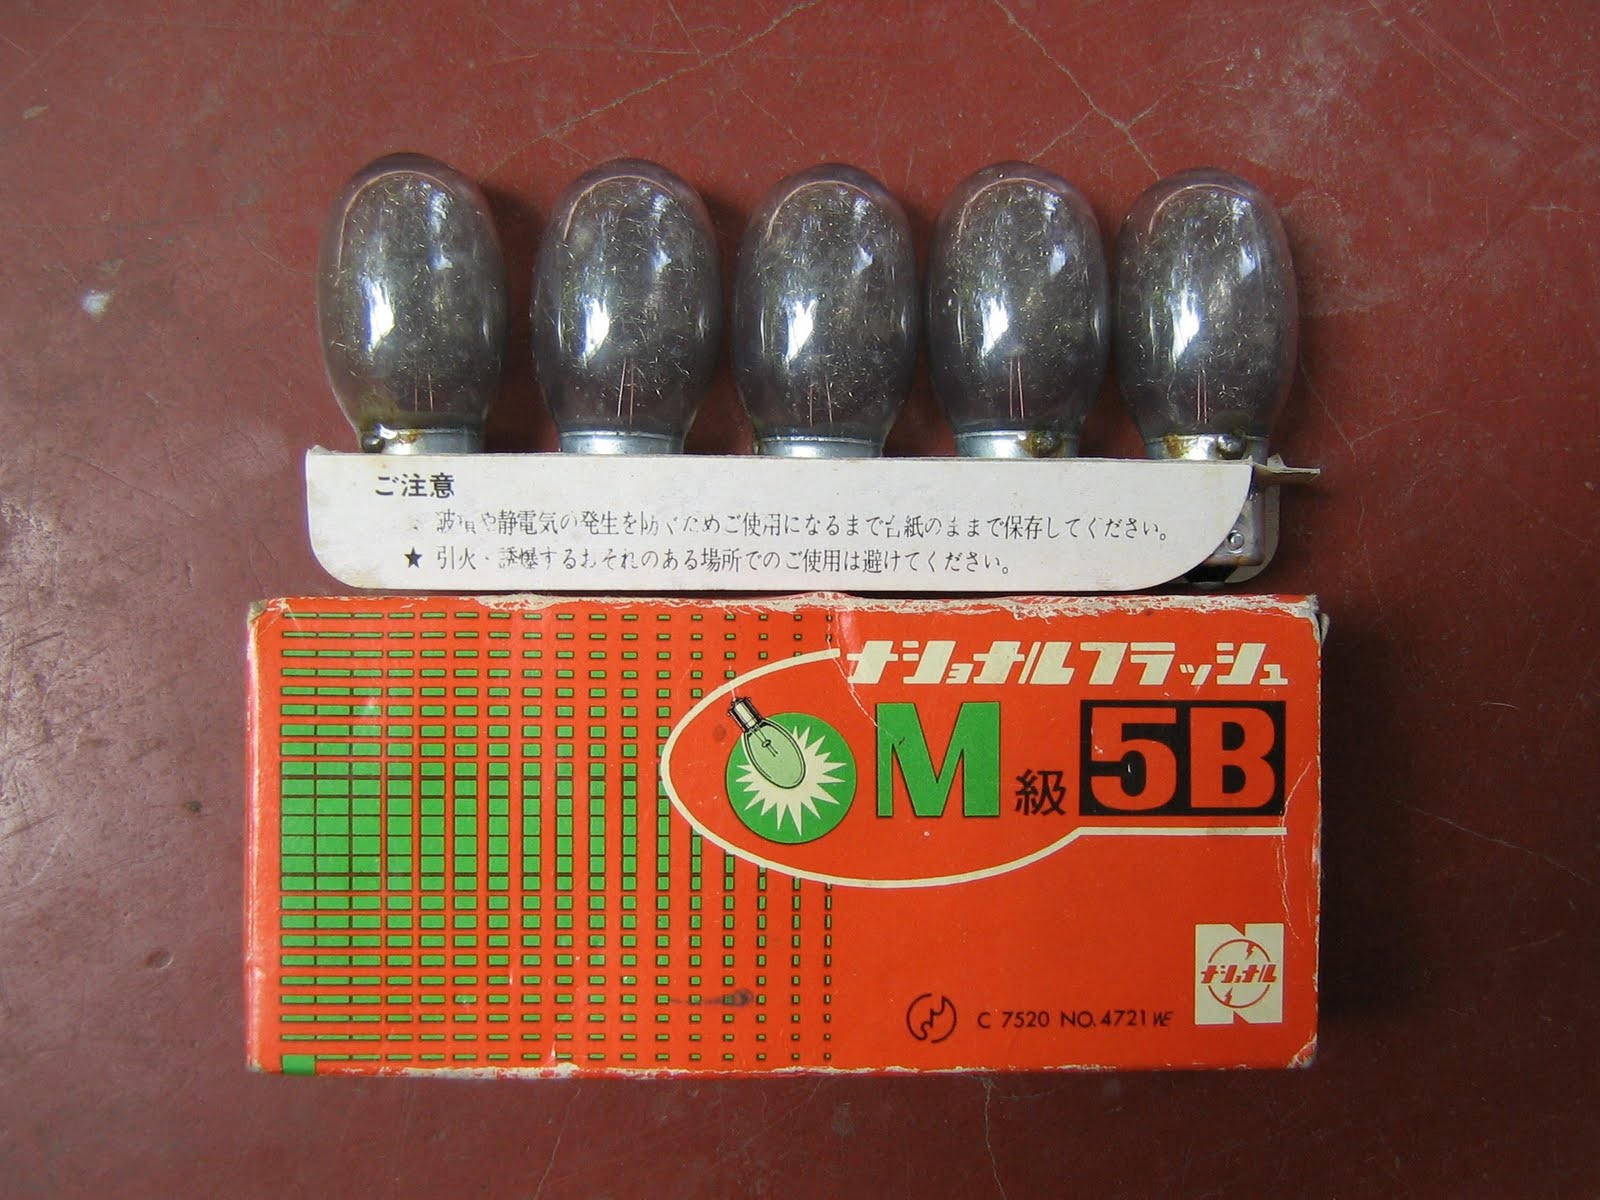 ご注意
破損や静電気の発生を防ぐためご使用になるまで台紙のままで保存してください。
★ 引火・誘爆するおそれのある場所でのご使用は避けてください。
ナショナルフラッシュ
M級 5B
ナショナル
C 7520 NO. 4721